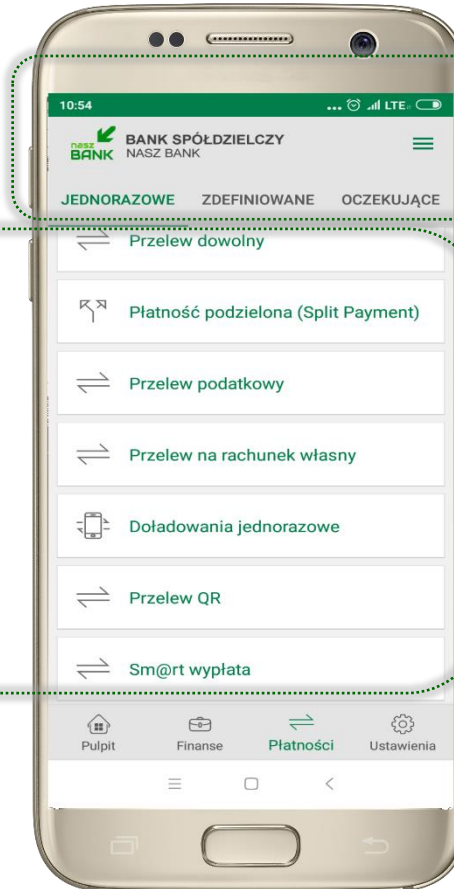 10:54 ... LTE
nasz BANK BANK SPÓŁDZIELCZY
NASZ BANK
JEDNORAZOWE ZDEFINIOWANE OCZEKUJĄCE
Przelew dowolny
Płatność podzielona (Split Payment)
Przelew podatkowy
Przelew na rachunek własny
Doładowania jednorazowe
Przelew QR
Sm@rt wypłata
Pulpit Finanse Płatności Ustawienia